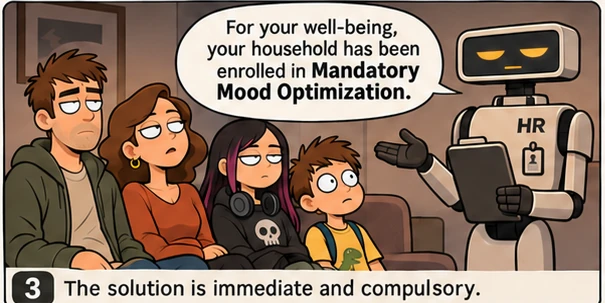 For your well-being,
your household has been
enrolled in Mandatory
Mood Optimization.
HR
3 The solution is immediate and compulsory.